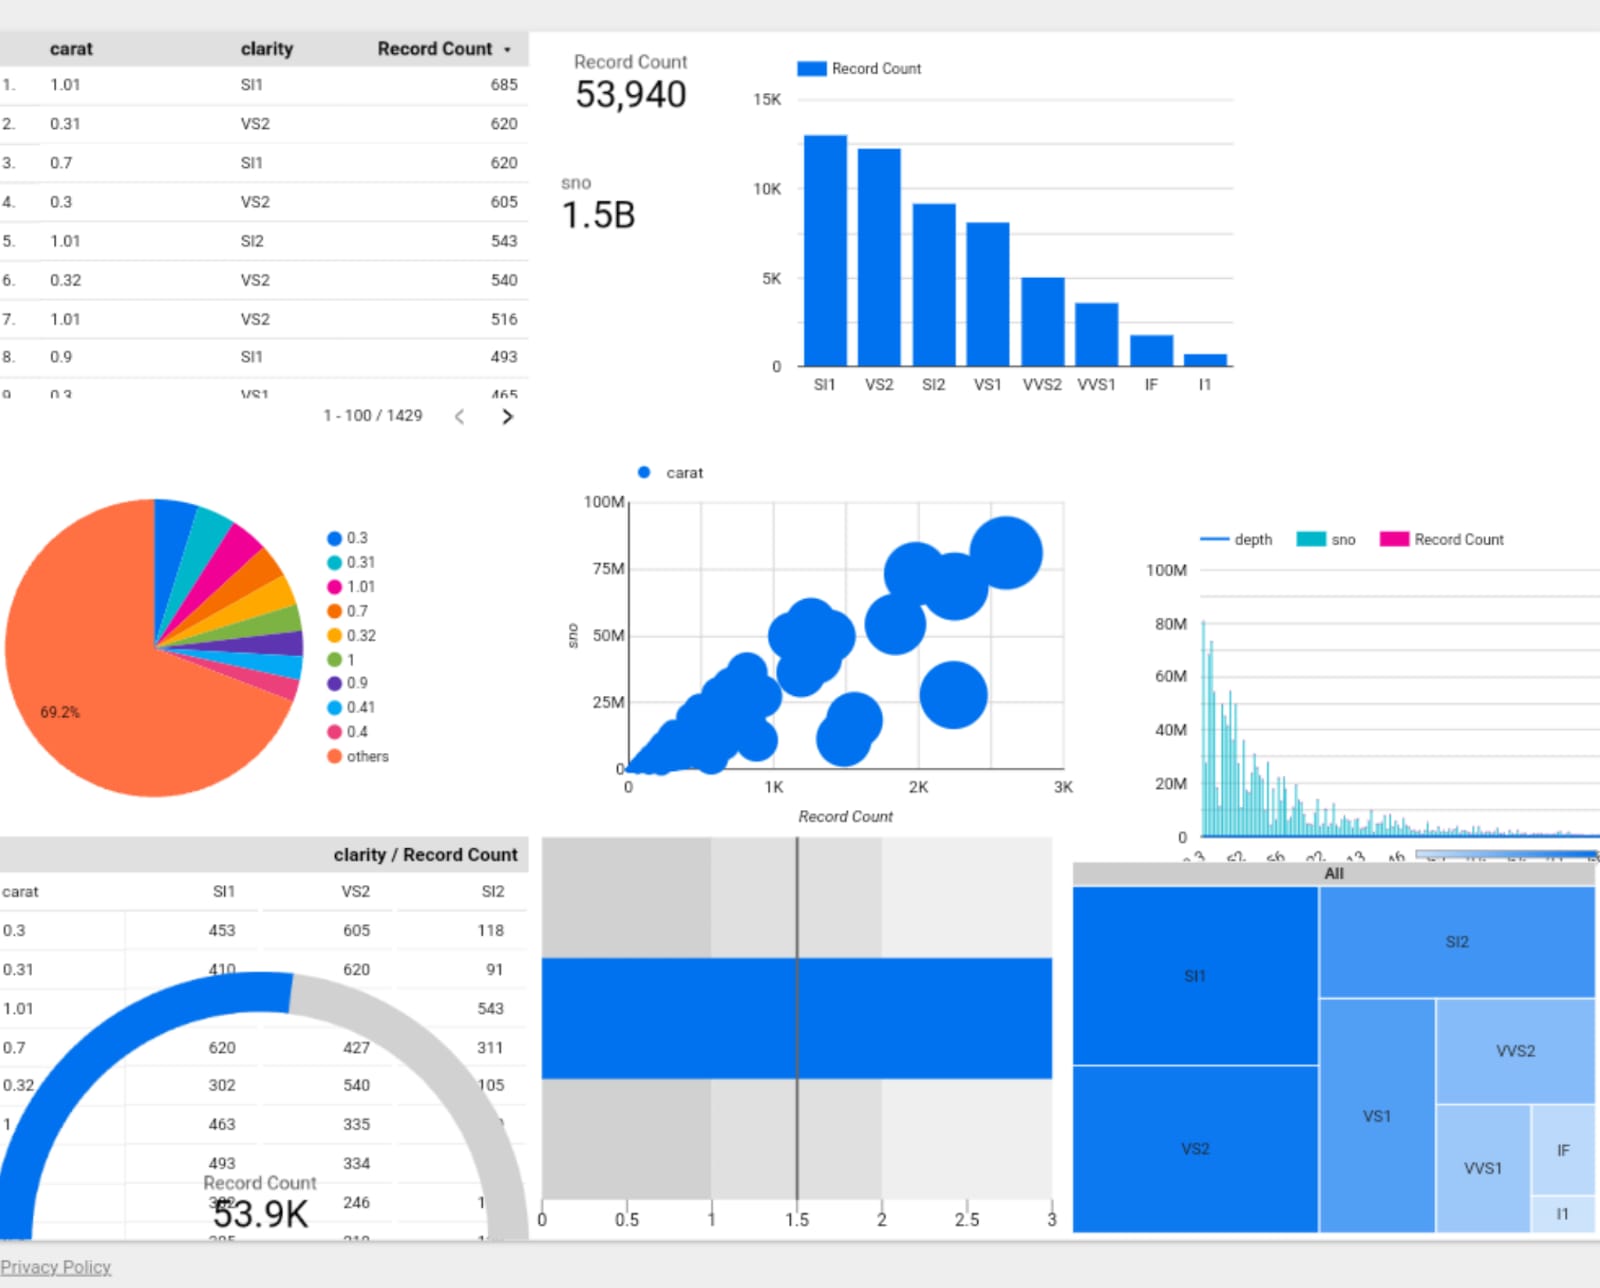 carat clarity Record Count
1. 1.01 SI1 685
2. 0.31 VS2 620
3. 0.7 SI1 620
4. 0.3 VS2 605
5. 1.01 SI2 543
6. 0.32 VS2 540
7. 1.01 VS2 516
8. 0.9 SI1 493
9. 0.3 VS1 465
1 - 100 / 1429
Record Count
53,940
sno
1.5B
Record Count
15K
10K
5K
0
SI1 VS2 SI2 VS1 VVS2 VVS1 IF I1
0.3
0.31
1.01
0.7
0.32
1
0.9
0.41
0.4
others
69.2%
carat
100M
75M
50M
25M
0
sno
0 1K 2K 3K
Record Count
depth sno Record Count
100M
80M
60M
40M
20M
0
clarity / Record Count
carat SI1 VS2 SI2
0.3 453 605 118
0.31 410 620 91
1.01 543
0.7 620 427 311
0.32 302 540 105
1 463 335
493 334
246
Record Count
53.9K
0 0.5 1 1.5 2 2.5 3
All
SI1
SI2
VS2
VS1
VVS2
VVS1
IF
I1
Privacy Policy